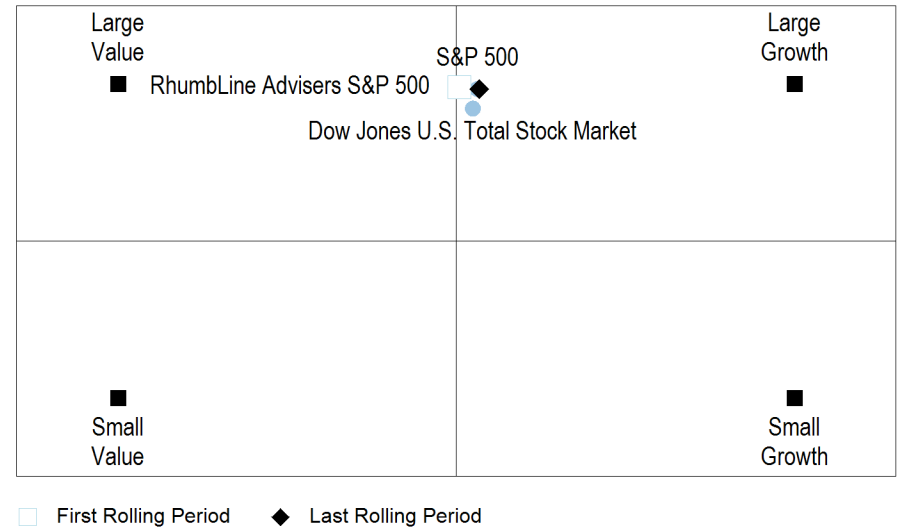 Large
Value
Large
Growth
S&P 500
RhumbLine Advisers S&P 500
Dow Jones U.S. Total Stock Market
Small
Value
Small
Growth
First Rolling Period
Last Rolling Period